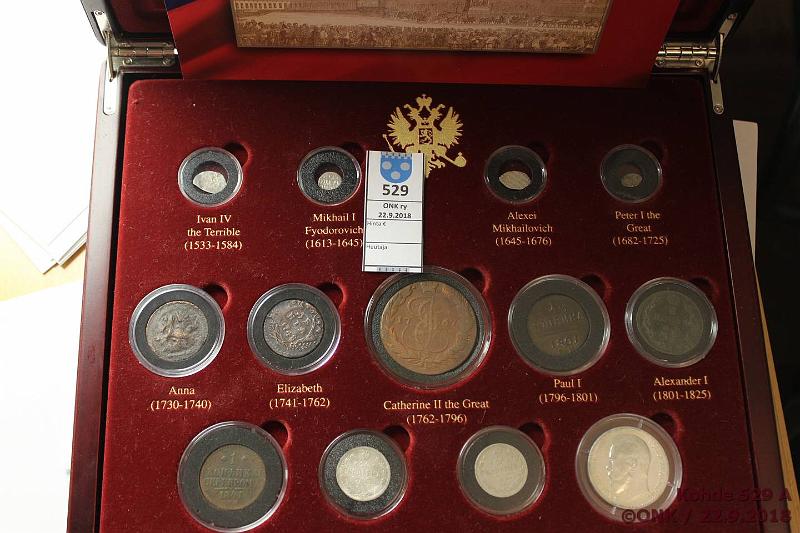 529
ONK ry
22.9.2018
Hinta €
Huutaja
Ivan IV
the Terrible
(1533-1584)
Mikhail I
Fyodorovich
(1613-1645)
Alexei
Mikhailovich
(1645-1676)
Peter I the
Great
(1682-1725)
Anna
(1730-1740)
Elizabeth
(1741-1762)
Catherine II the Great
(1762-1796)
Paul I
(1796-1801)
Alexander I
(1801-1825)
Kohde 529 A
©ONK / 22.9.2018